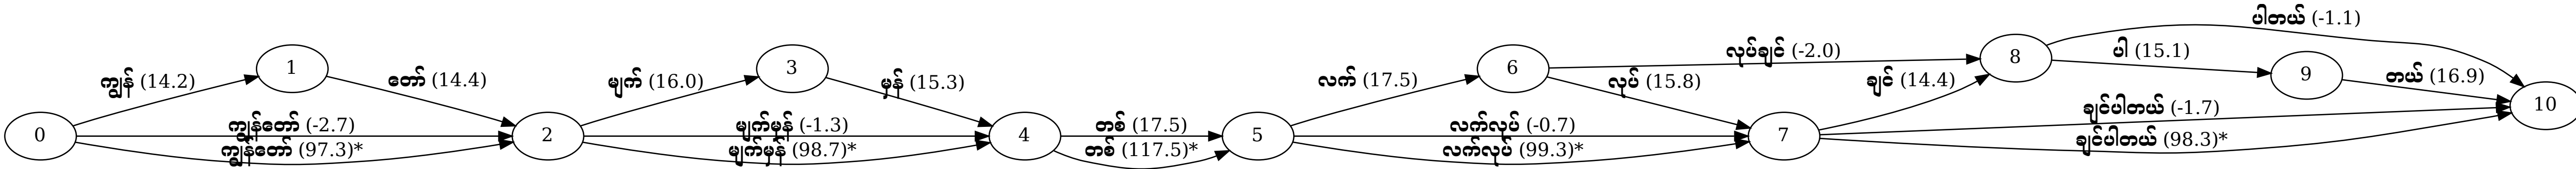 ပါတယ် (-1.1)
လုပ်ချင် (-2.0)
ပါ (15.1)
1
3
6
8
9
ကျွန် (14.2)
တော် (14.4)
မျက် (16.0)
မှန် (15.3)
လက် (17.5)
လုပ် (15.8)
ချင် (14.4)
တယ် (16.9)
10
ချင်ပါတယ် (-1.7)
ကျွန်တော် (-2.7)
မျက်မှန် (-1.3)
တစ် (17.5)
လက်လုပ် (-0.7)
0
2
4
5
7
ချင်ပါတယ် (98.3)*
ကျွန်တော် (97.3)*
မျက်မှန် (98.7)*
တစ် (117.5)*
လက်လုပ် (99.3)*